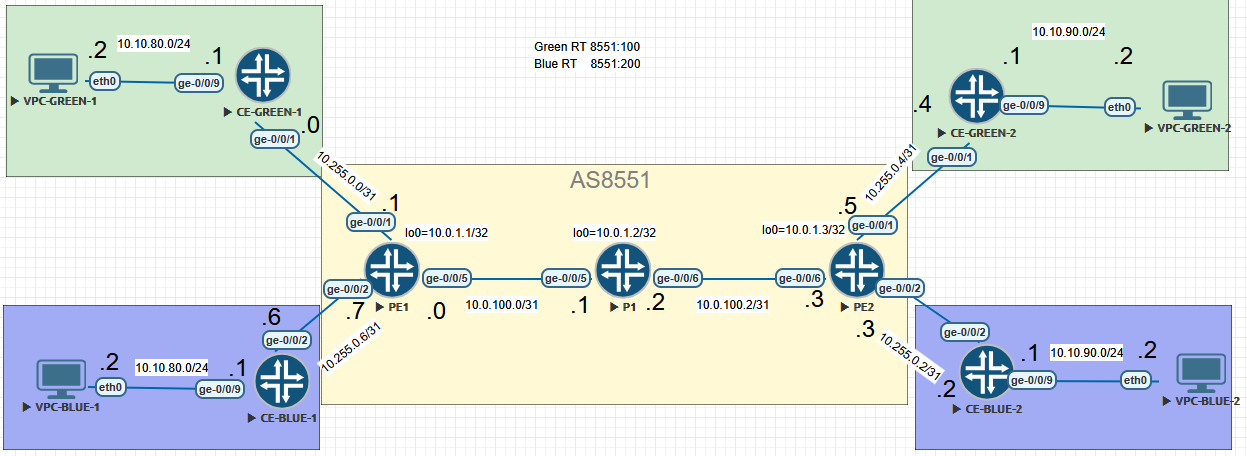 Green RT 8551:100
Blue RT 8551:200
10.10.80.0/24
.2
.1
eth0
ge-0/0/9
VPC-GREEN-1
CE-GREEN-1
.0
ge-0/0/1
10.255.0.0/31
10.10.90.0/24
.1
.2
.4
ge-0/0/9
eth0
VPC-GREEN-2
CE-GREEN-2
ge-0/0/1
10.255.0.4/31
AS8551
.1
ge-0/0/1
lo0=10.0.1.1/32
lo0=10.0.1.2/32
lo0=10.0.1.3/32
.5
ge-0/0/1
ge-0/0/2
ge-0/0/5
ge-0/0/5
ge-0/0/6
ge-0/0/6
ge-0/0/2
.7
PE1
.0
10.0.100.0/31
.1
P1
.2
10.0.100.2/31
.3
PE2
.3
.6
ge-0/0/2
10.255.0.6/31
10.10.80.0/24
.2
.1
eth0
ge-0/0/9
VPC-BLUE-1
CE-BLUE-1
10.255.0.2/31
ge-0/0/2
.2
.1
10.10.90.0/24
.2
ge-0/0/9
eth0
CE-BLUE-2
VPC-BLUE-2